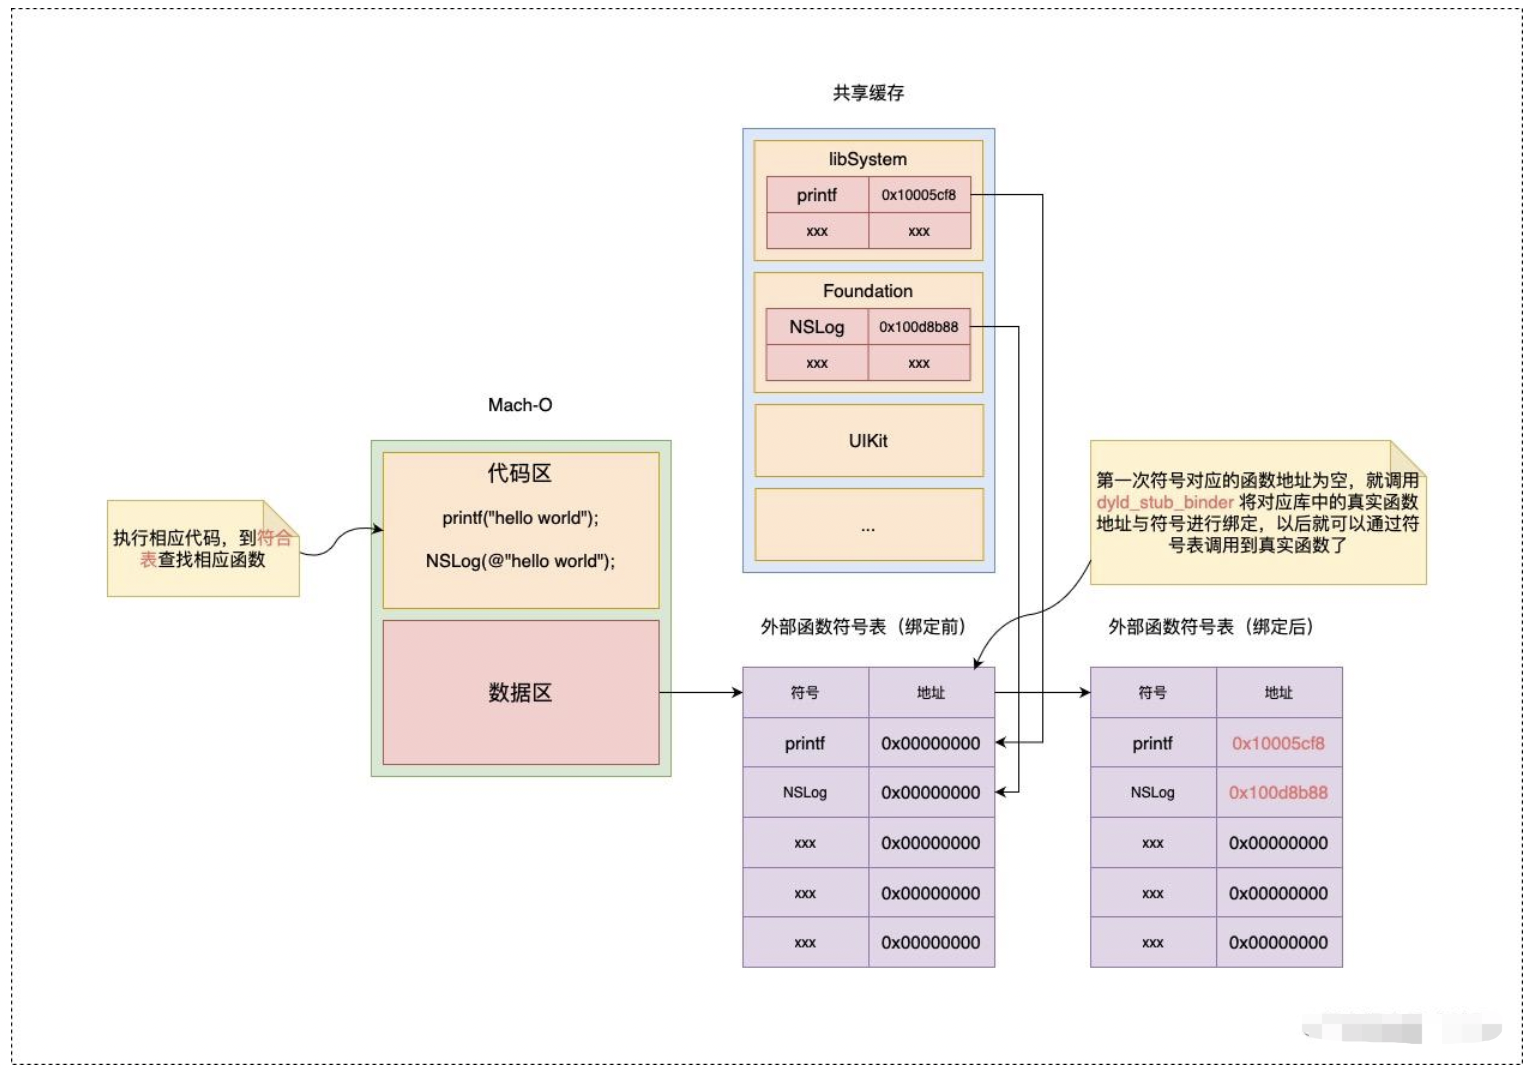 共享缓存
libSystem
printf 0x10005cf8
xxx xxx
Foundation
NSLog 0x100d8b88
xxx xxx
UIKit
...
Mach-O
代码区
printf("hello world");
NSLog(@"hello world");
数据区
执行相应代码，到符合
表查找相应函数
第一次符号对应的函数地址为空，就调用
dyld_stub_binder 将对应库中的真实函数
地址与符号进行绑定，以后就可以通过符
号表调用到真实函数了
外部函数符号表（绑定前）
符号 地址
printf 0x00000000
NSLog 0x00000000
xxx 0x00000000
xxx 0x00000000
xxx 0x00000000
外部函数符号表（绑定后）
符号 地址
printf 0x10005cf8
NSLog 0x100d8b88
xxx 0x00000000
xxx 0x00000000
xxx 0x00000000